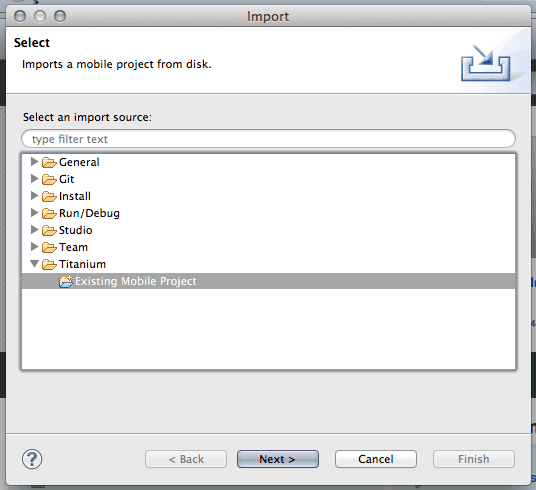 Import
Select
Imports a mobile project from disk.
Select an import source:
type filter text
General
Git
Install
Run/Debug
Studio
Team
Titanium
Existing Mobile Project
?
< Back
Next >
Cancel
Finish